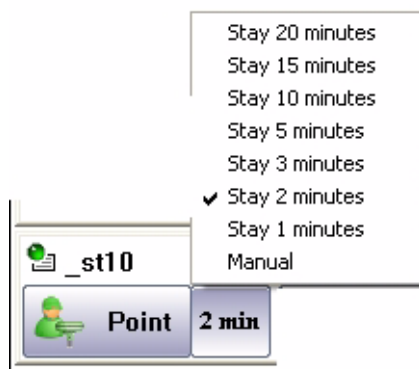 Stay 20 minutes
Stay 15 minutes
Stay 10 minutes
Stay 5 minutes
Stay 3 minutes
Stay 2 minutes
Stay 1 minutes
Manual
_st10
Point 2 min